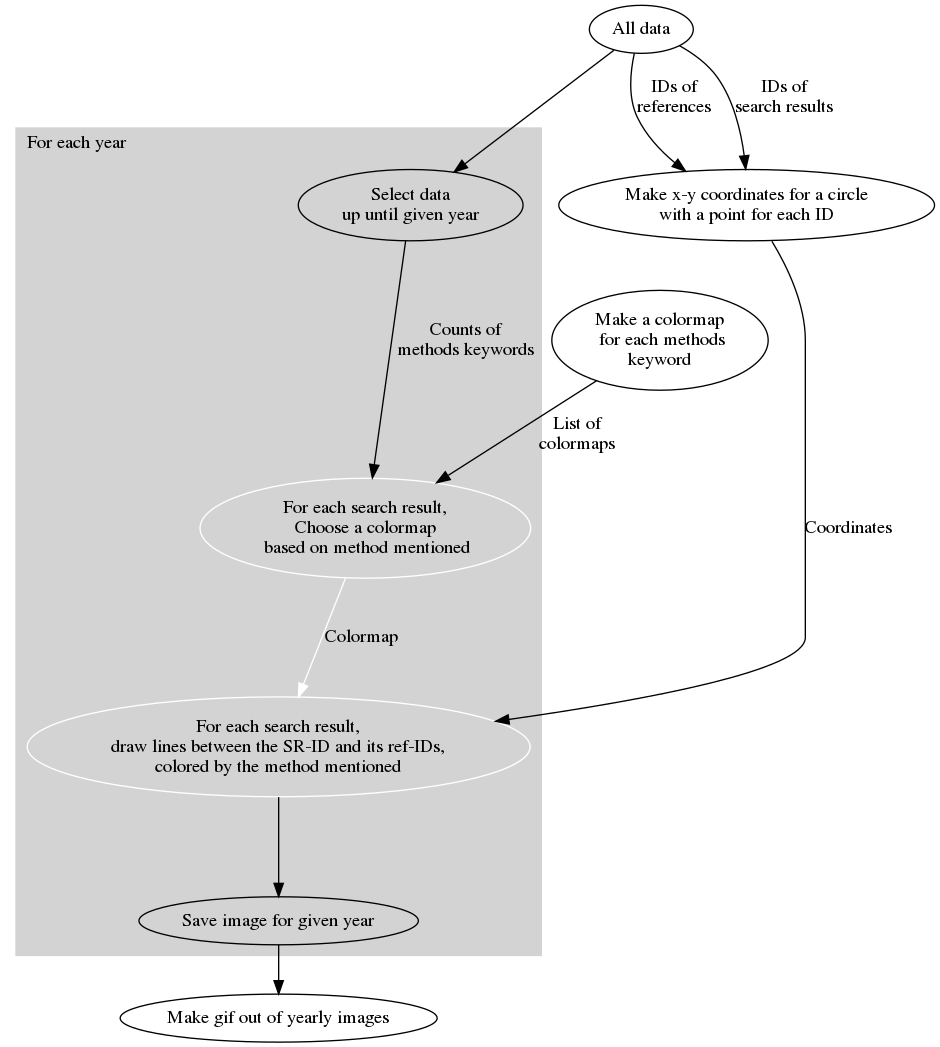 All data
IDs of
references
IDs of
search results
For each year
Select data
up until given year
Make x-y coordinates for a circle
with a point for each ID
Counts of
methods keywords
Make a colormap
for each methods
keyword
List of
colormaps
For each search result,
Choose a colormap
based on method mentioned
Coordinates
Colormap
For each search result,
draw lines between the SR-ID and its ref-IDs,
colored by the method mentioned
Save image for given year
Make gif out of yearly images